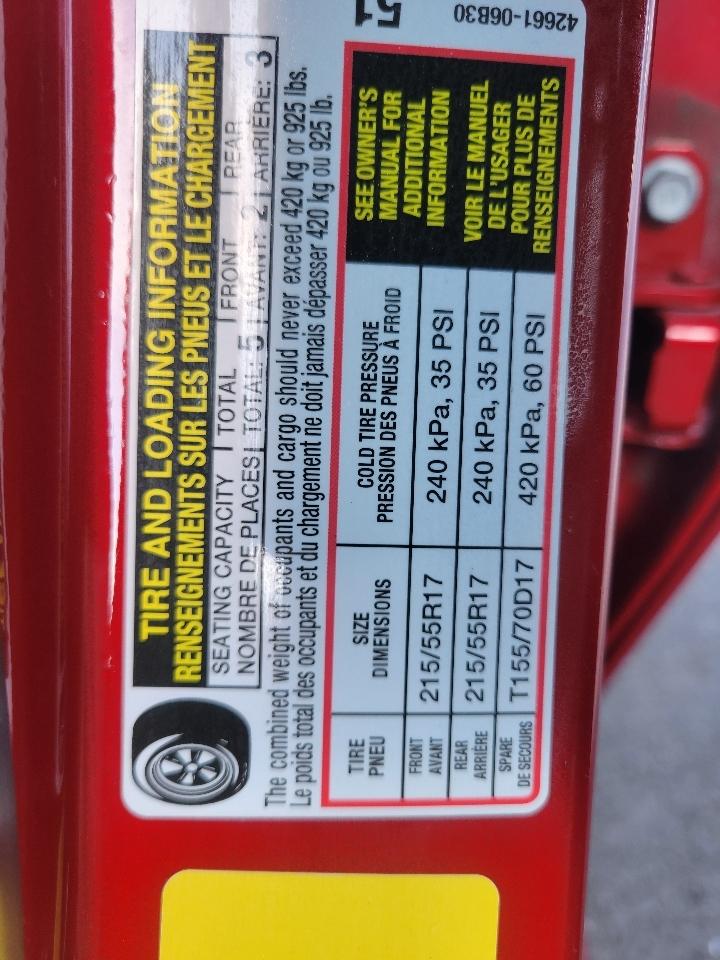 TIRE AND LOADING INFORMATION
RENSEIGNEMENTS SUR LES PNEUS ET LE CHARGEMENT
SEATING CAPACITY | TOTAL | FRONT | REAR
NOMBRE DE PLACES | TOTAL: 5 | AVANT: 2 | ARRIÈRE: 3
The combined weight of occupants and cargo should never exceed 420 kg or 925 lbs.
Le poids total des occupants et du chargement ne doit jamais dépasser 420 kg ou 925 lb.
TIRE
PNEU
SIZE
DIMENSIONS
COLD TIRE PRESSURE
PRESSION DES PNEUS À FROID
FRONT
AVANT
215/55R17
240 kPa, 35 PSI
REAR
ARRIÈRE
215/55R17
240 kPa, 35 PSI
SPARE
DE SECOURS
T155/70D17
420 kPa, 60 PSI
SEE OWNER'S
MANUAL FOR
ADDITIONAL
INFORMATION
VOIR LE MANUEL
DE L'USAGER
POUR PLUS DE
RENSEIGNEMENTS
51
42661-06B30